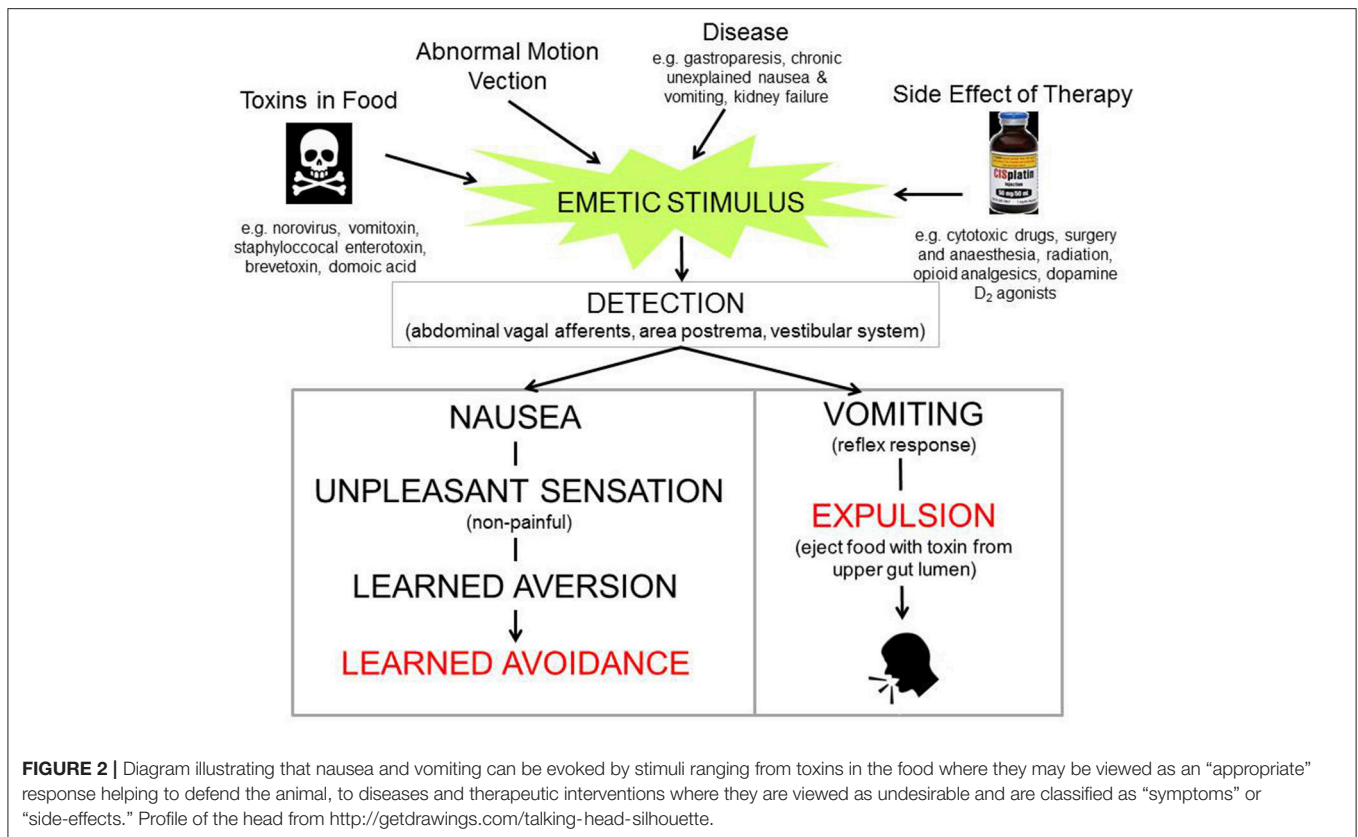 Disease
e.g. gastroparesis, chronic
unexplained nausea &
vomiting, kidney failure
Abnormal Motion
Vection
Toxins in Food
Side Effect of Therapy
CISplatin
Injection
50 mg/50 ml
EMETIC STIMULUS
e.g. norovirus, vomitoxin,
staphyloccocal enterotoxin,
brevetoxin, domoic acid
e.g. cytotoxic drugs, surgery
and anaesthesia, radiation,
opioid analgesics, dopamine
D₂ agonists
DETECTION
(abdominal vagal afferents, area postrema, vestibular system)
NAUSEA
UNPLEASANT SENSATION
(non-painful)
LEARNED AVERSION
LEARNED AVOIDANCE
VOMITING
(reflex response)
EXPULSION
(eject food with toxin from
upper gut lumen)
FIGURE 2 | Diagram illustrating that nausea and vomiting can be evoked by stimuli ranging from toxins in the food where they may be viewed as an “appropriate”
response helping to defend the animal, to diseases and therapeutic interventions where they are viewed as undesirable and are classified as “symptoms” or
“side-effects.” Profile of the head from http://getdrawings.com/talking-head-silhouette.